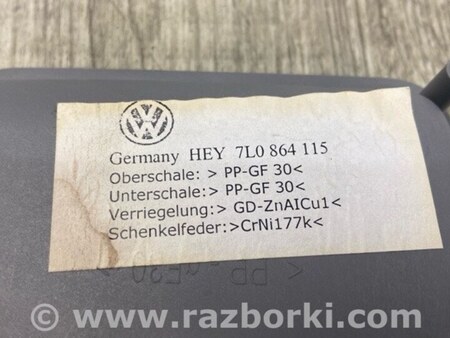 Germany HEY 7L0 864 115
Oberschale: > PP-GF 30<
Unterschale: > PP-GF 30<
Verriegelung: > GD-ZnAlCu1<
Schenkelfeder:>CrNi177k<
www.razborki.com